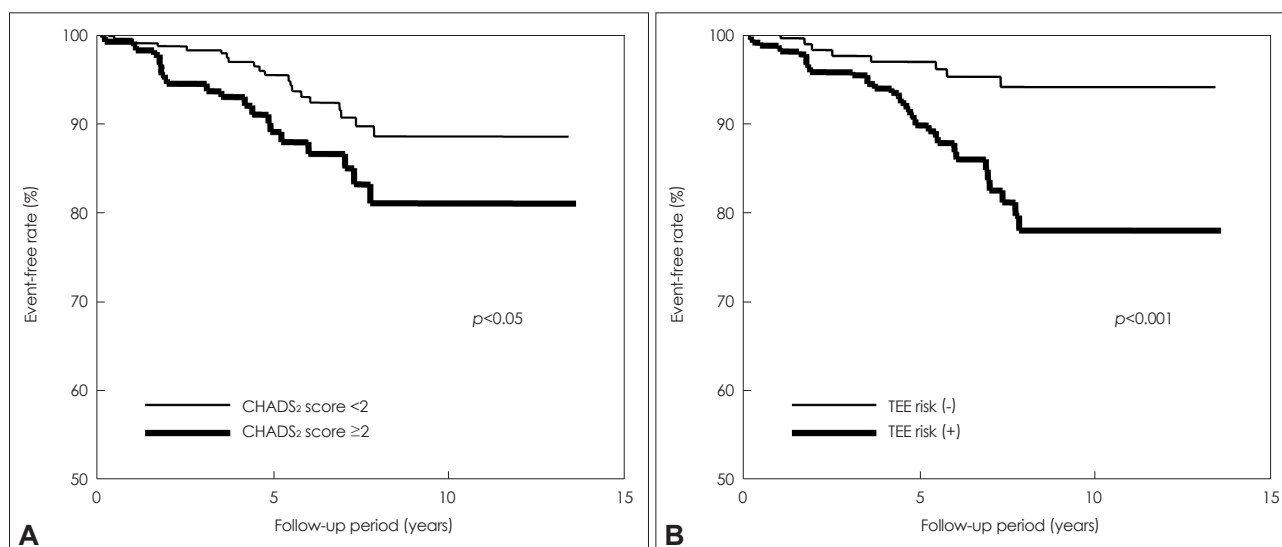 100
90
80
70
60
50
Event-free rate (%)
p<0.05
CHADS₂ score <2
CHADS₂ score ≥2
0 5 10 15
Follow-up period (years)
A
100
90
80
70
60
50
Event-free rate (%)
p<0.001
TEE risk (-)
TEE risk (+)
0 5 10 15
Follow-up period (years)
B